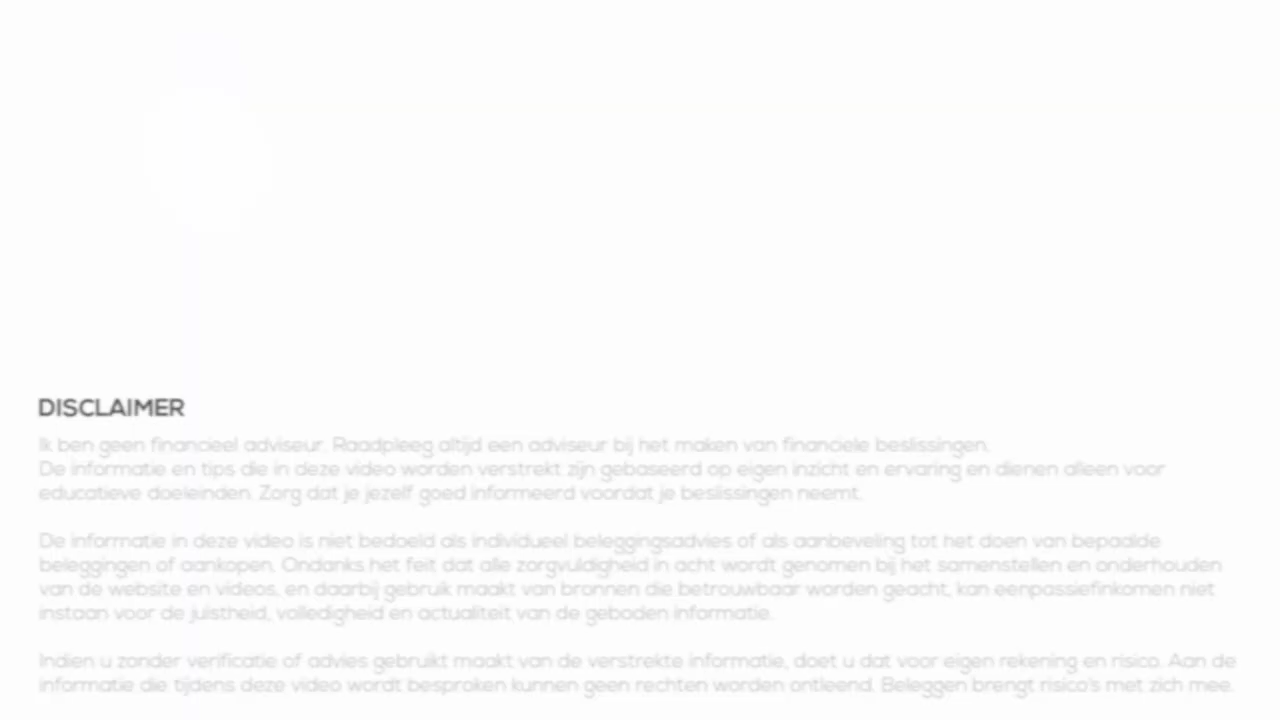 DISCLAIMER
Ik ben geen financieel adviseur. Raadpleeg altijd een adviseur bij het maken van financiele beslissingen.
De informatie en tips die in deze video worden verstrekt zijn gebaseerd op eigen inzicht en ervaring en dienen alleen voor
educatieve doeleinden. Zorg dat je jezelf goed informeerd voordat je beslissingen neemt.
De informatie in deze video is niet bedoeld als individueel beleggingsadvies of als aanbeveling tot het doen van bepaalde
beleggingen of aankopen. Ondanks het feit dat alle zorgvuldigheid in acht wordt genomen bij het samenstellen en onderhouden
van de website en videos, en daarbij gebruik maakt van bronnen die betrouwbaar worden geacht, kan eenpassiefinkomen niet
instaan voor de juistheid, volledigheid en actualiteit van de geboden informatie.
Indien u zonder verificatie of advies gebruikt maakt van de verstrekte informatie, doet u dat voor eigen rekening en risico. Aan de
informatie die tijdens deze video wordt besproken kunnen geen rechten worden ontleend. Beleggen brengt risico's met zich mee.